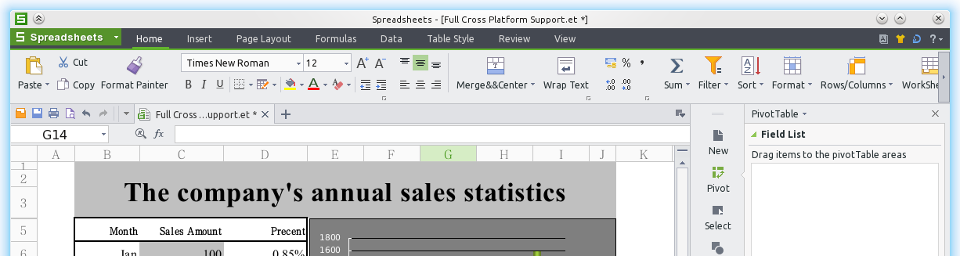 Spreadsheets - [Full Cross Platform Support.et *]
S Spreadsheets Home Insert Page Layout Formulas Data Table Style Review View ?
Cut
Times New Roman 12 A+ A- %
Paste Copy Format Painter B I U A Merge&&Center Wrap Text Sum Filter Sort Format Rows/Columns WorkShe
Full Cross ...upport.et * × + PivotTable
G14 fx
Field List
A B C D E F G H I J K
New
Drag items to the pivotTable areas
1
2
3
The company's annual sales statistics
Pivot
Select
5 Month Sales Amount Precent
1800
6 Jan 100 0.85%
1600